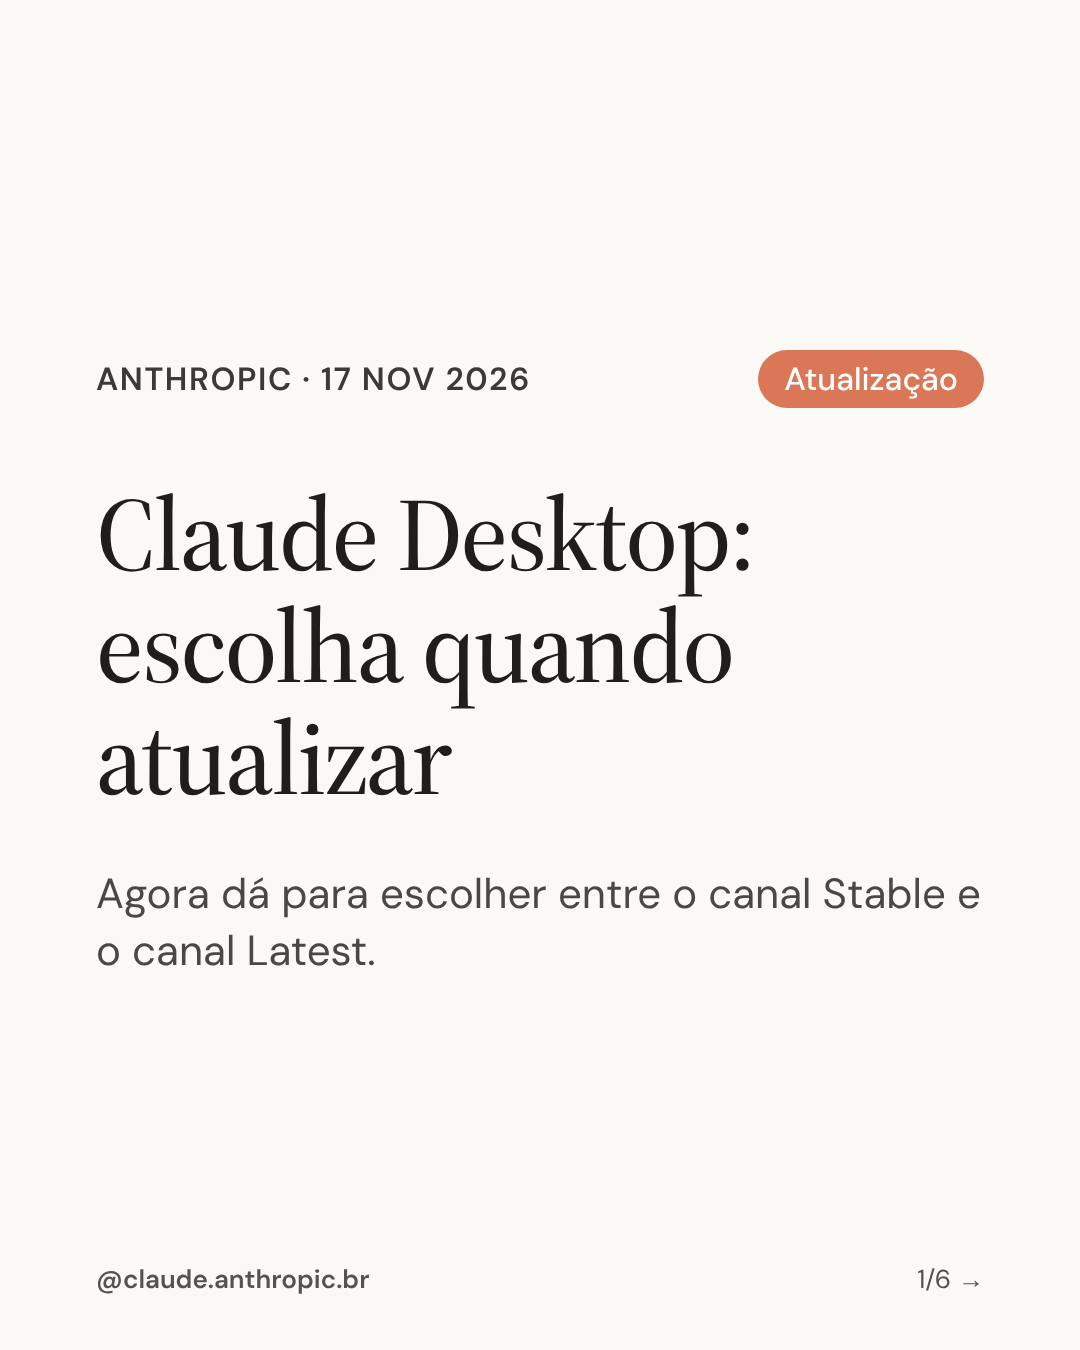 ANTHROPIC · 17 NOV 2026
Atualização
Claude Desktop:
escolha quando
atualizar
Agora dá para escolher entre o canal Stable e
o canal Latest.
@claude.anthropic.br
1/6 →